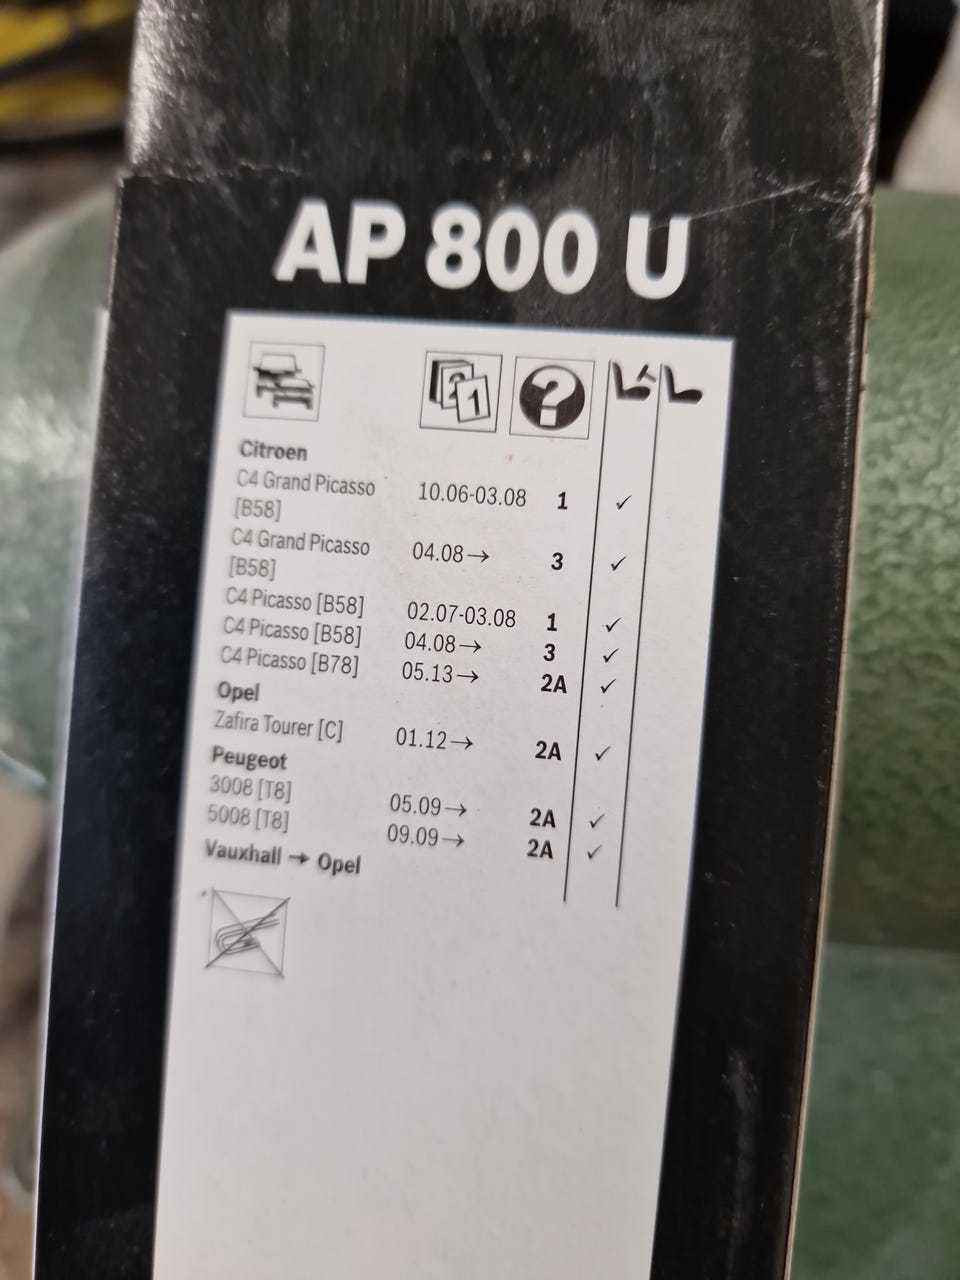 AP 800 U
Citroen
C4 Grand Picasso [B58] 10.06-03.08 1 ✓
C4 Grand Picasso [B58] 04.08→ 3 ✓
C4 Picasso [B58] 02.07-03.08 1 ✓
C4 Picasso [B58] 04.08→ 3 ✓
C4 Picasso [B78] 05.13→ 2A ✓
Opel
Zafira Tourer [C] 01.12→ 2A ✓
Peugeot
3008 [T8] 05.09→ 2A ✓
5008 [T8] 09.09→ 2A ✓
Vauxhall → Opel